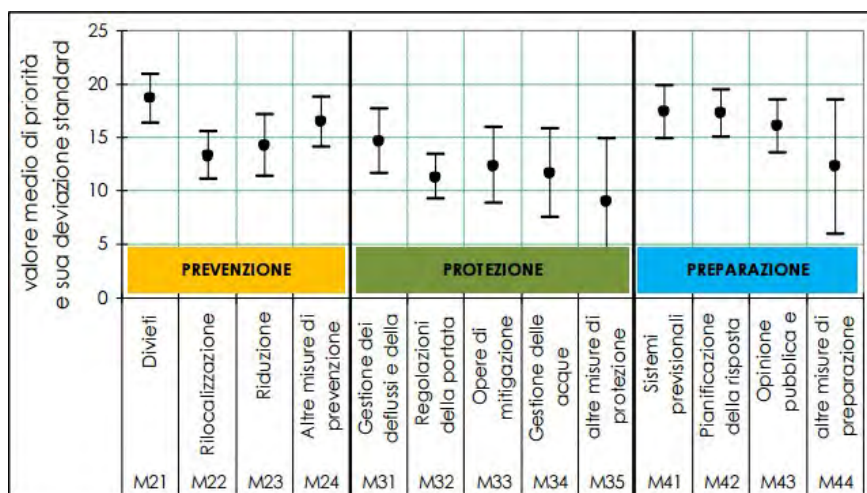 valore medio di priorità
e sua deviazione standard
25
20
15
10
5
0
PREVENZIONE
PROTEZIONE
PREPARAZIONE
Divieti
Rilocalizzazione
Riduzione
Altre misure di
prevenzione
Gestione dei
deflussi e della
Regolazioni
della portata
Opere di
mitigazione
Gestione delle
acque
altre misure di
protezione
Sistemi
previsionali
Pianificazione
della risposta
Opinione
pubblica e
altre misure di
preparazione
M21
M22
M23
M24
M31
M32
M33
M34
M35
M41
M42
M43
M44